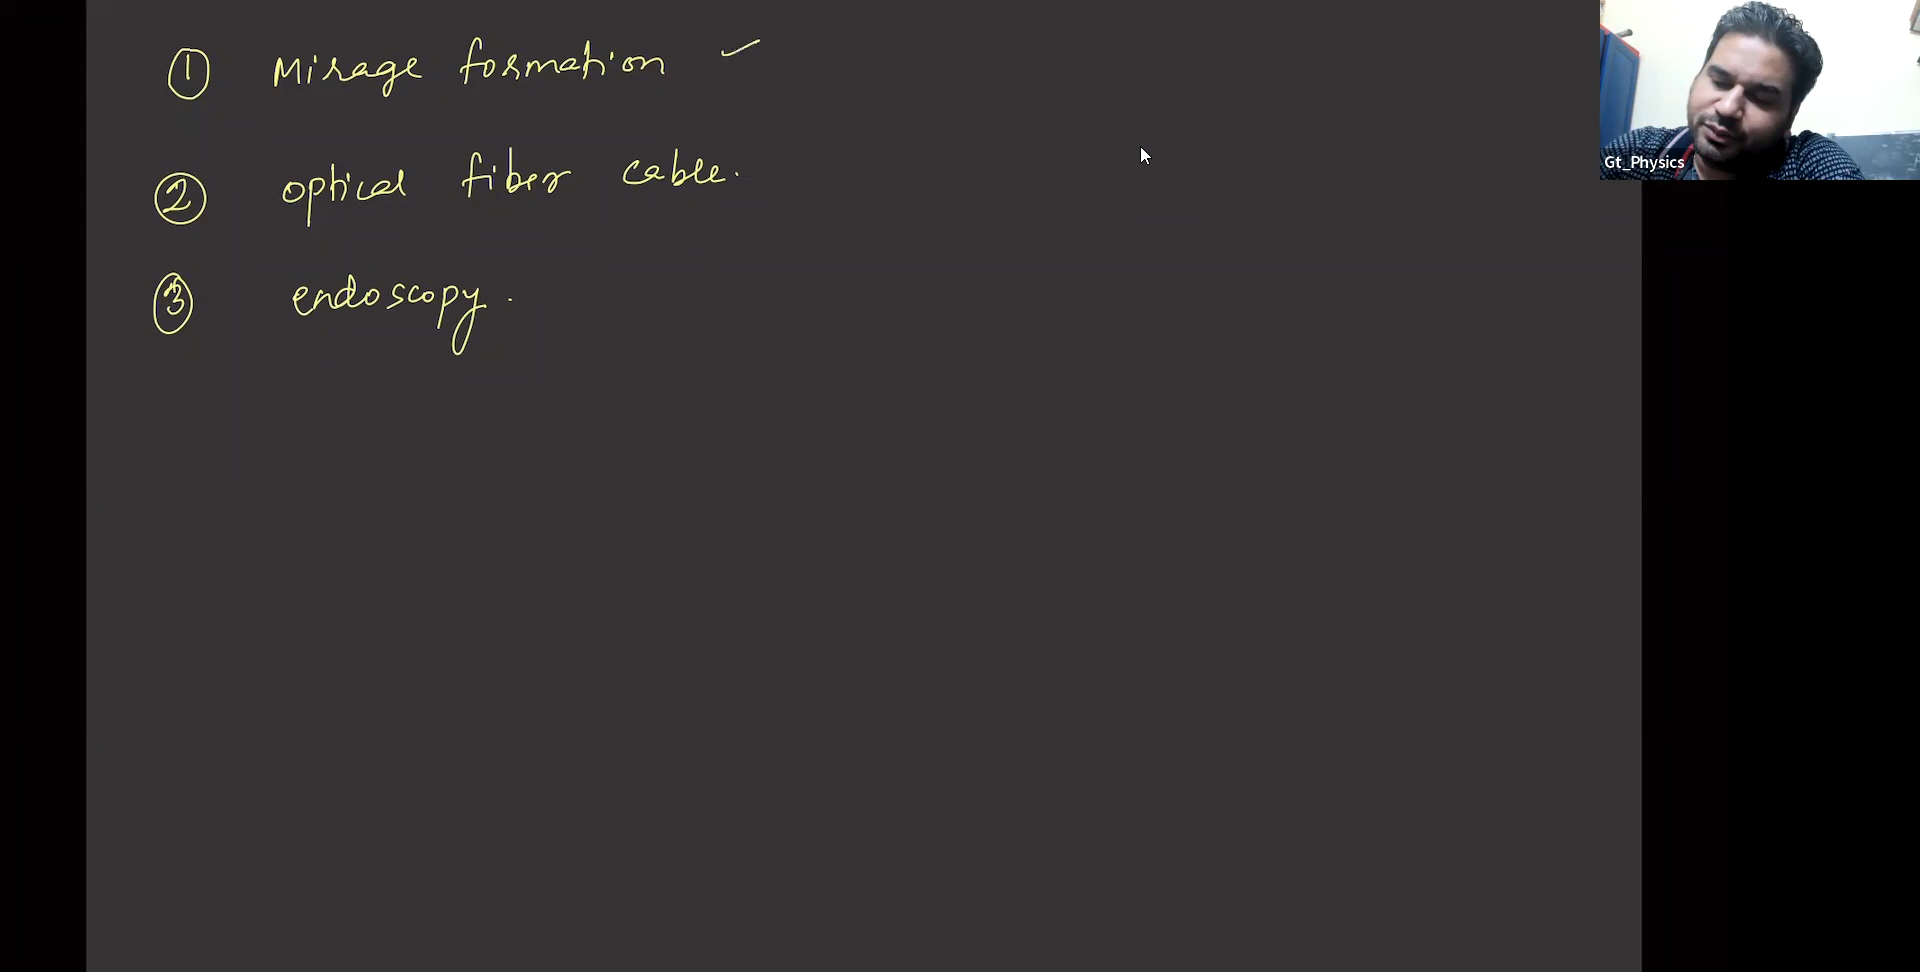 ① Mirage formation ✓
② optical fiber cable.
③ endoscopy.
Gt_Physics